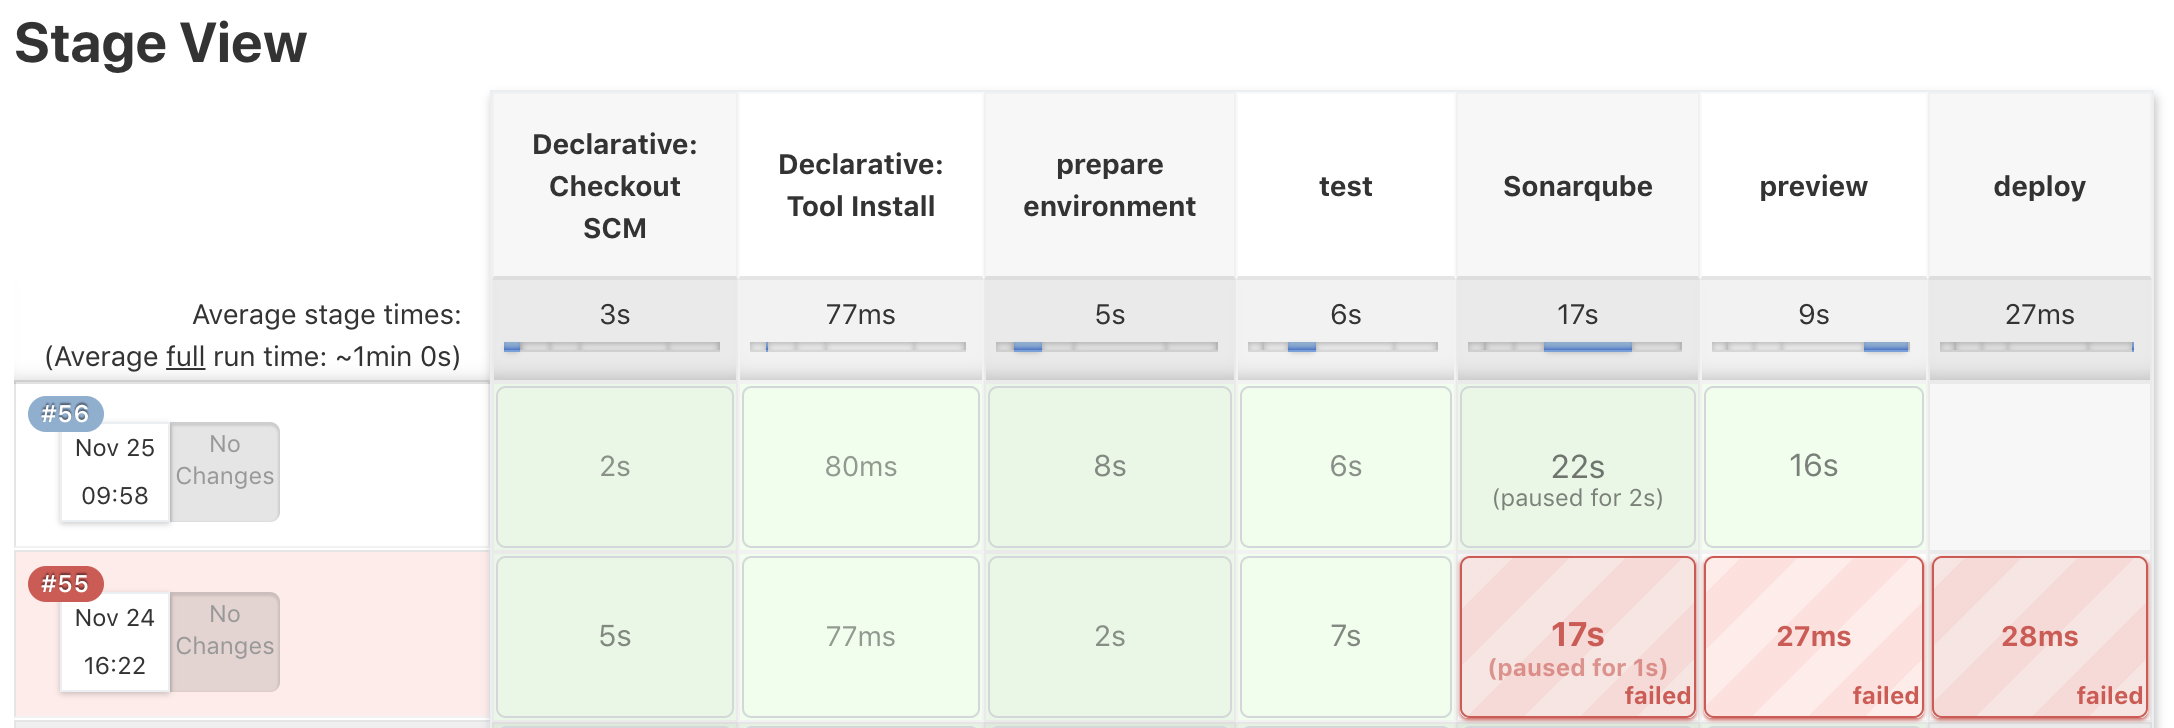 Stage View
Declarative:
Checkout
SCM
Declarative:
Tool Install
prepare
environment
test
Sonarqube
preview
deploy
Average stage times:
(Average full run time: ~1min 0s)
3s
77ms
5s
6s
17s
9s
27ms
#56
Nov 25
09:58
No
Changes
2s
80ms
8s
6s
22s
(paused for 2s)
16s
#55
Nov 24
16:22
No
Changes
5s
77ms
2s
7s
17s
(paused for 1s)
failed
27ms
failed
28ms
failed